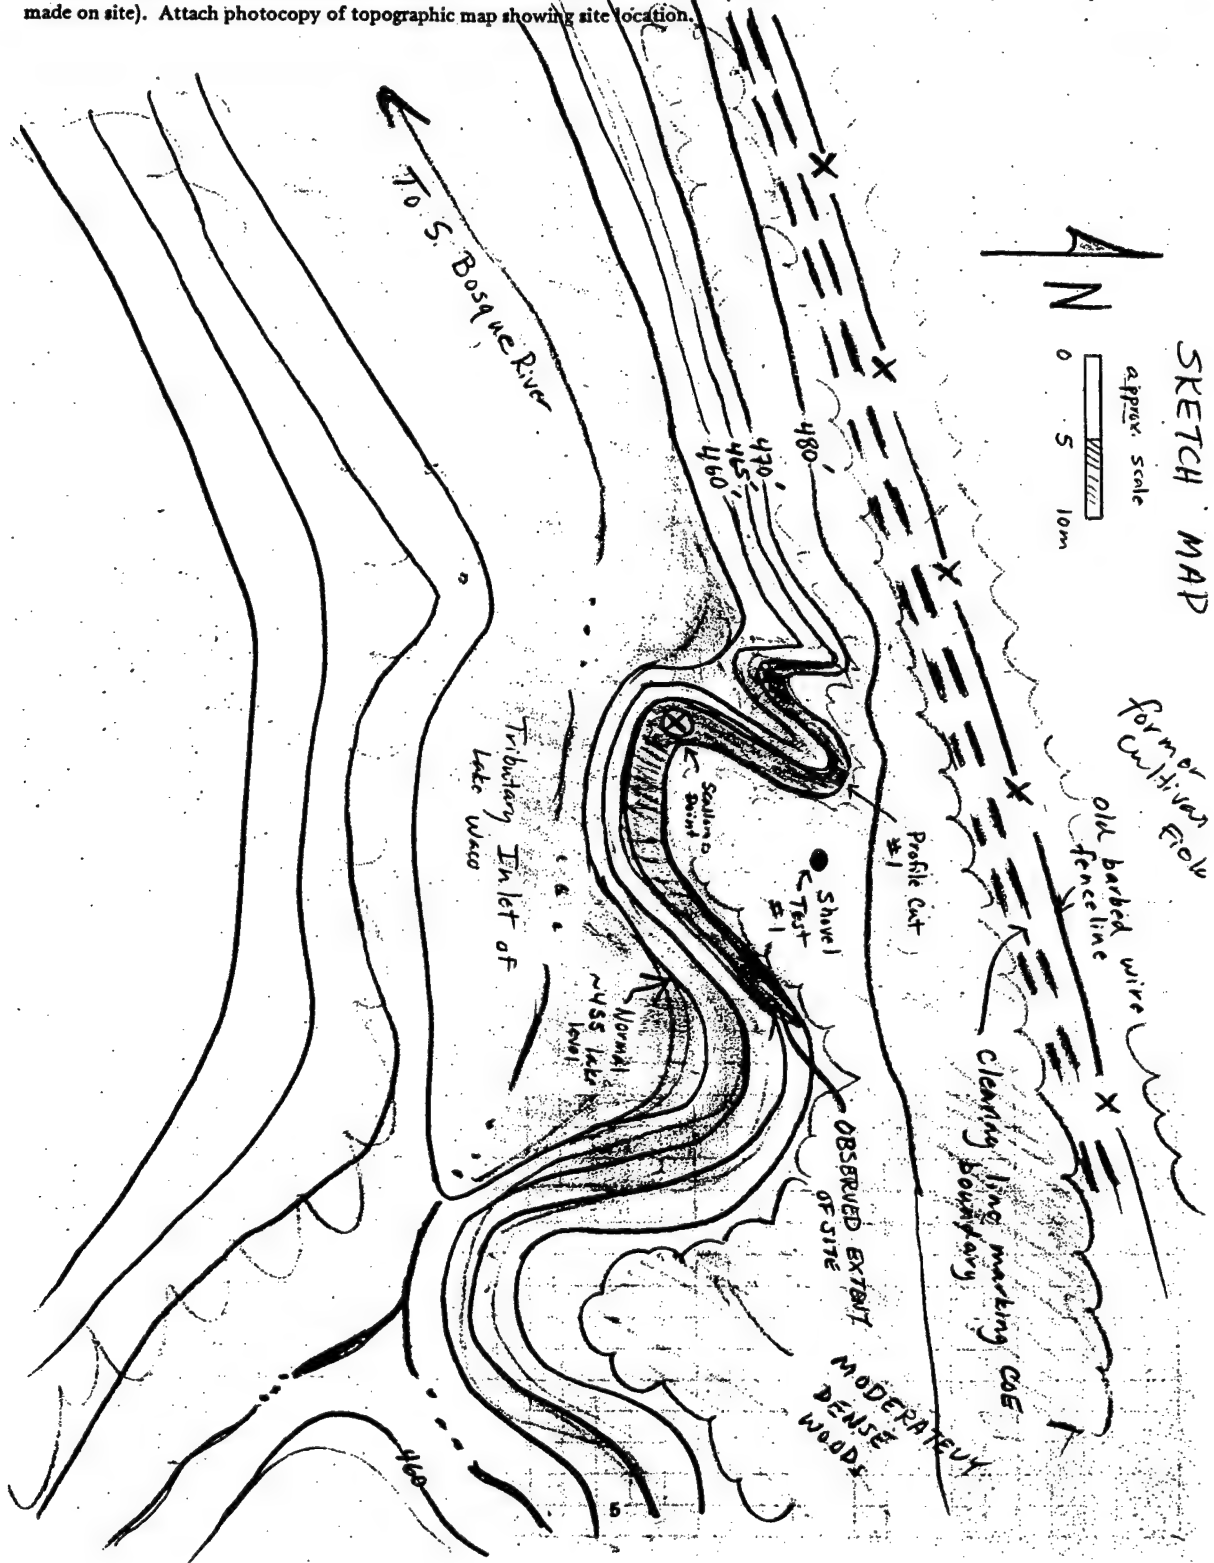 made on site). Attach photocopy of topographic map showing site location.
SKETCH MAP
approx. scale
0 5 10m
N
former
Cultivated
Field
old barbed wire
fenceline
Clearing line marking COE
boundary
To S. Bosque River
480'
470'
465'
460'
Profile Cut
#1
Shovel
Test
#1
Point
Tributary Inlet of
Lake Waco
Normal
~455 lake
level
OBSERVED EXTENT
OF SITE
MODERATELY
DENSE
WOODS
460
5